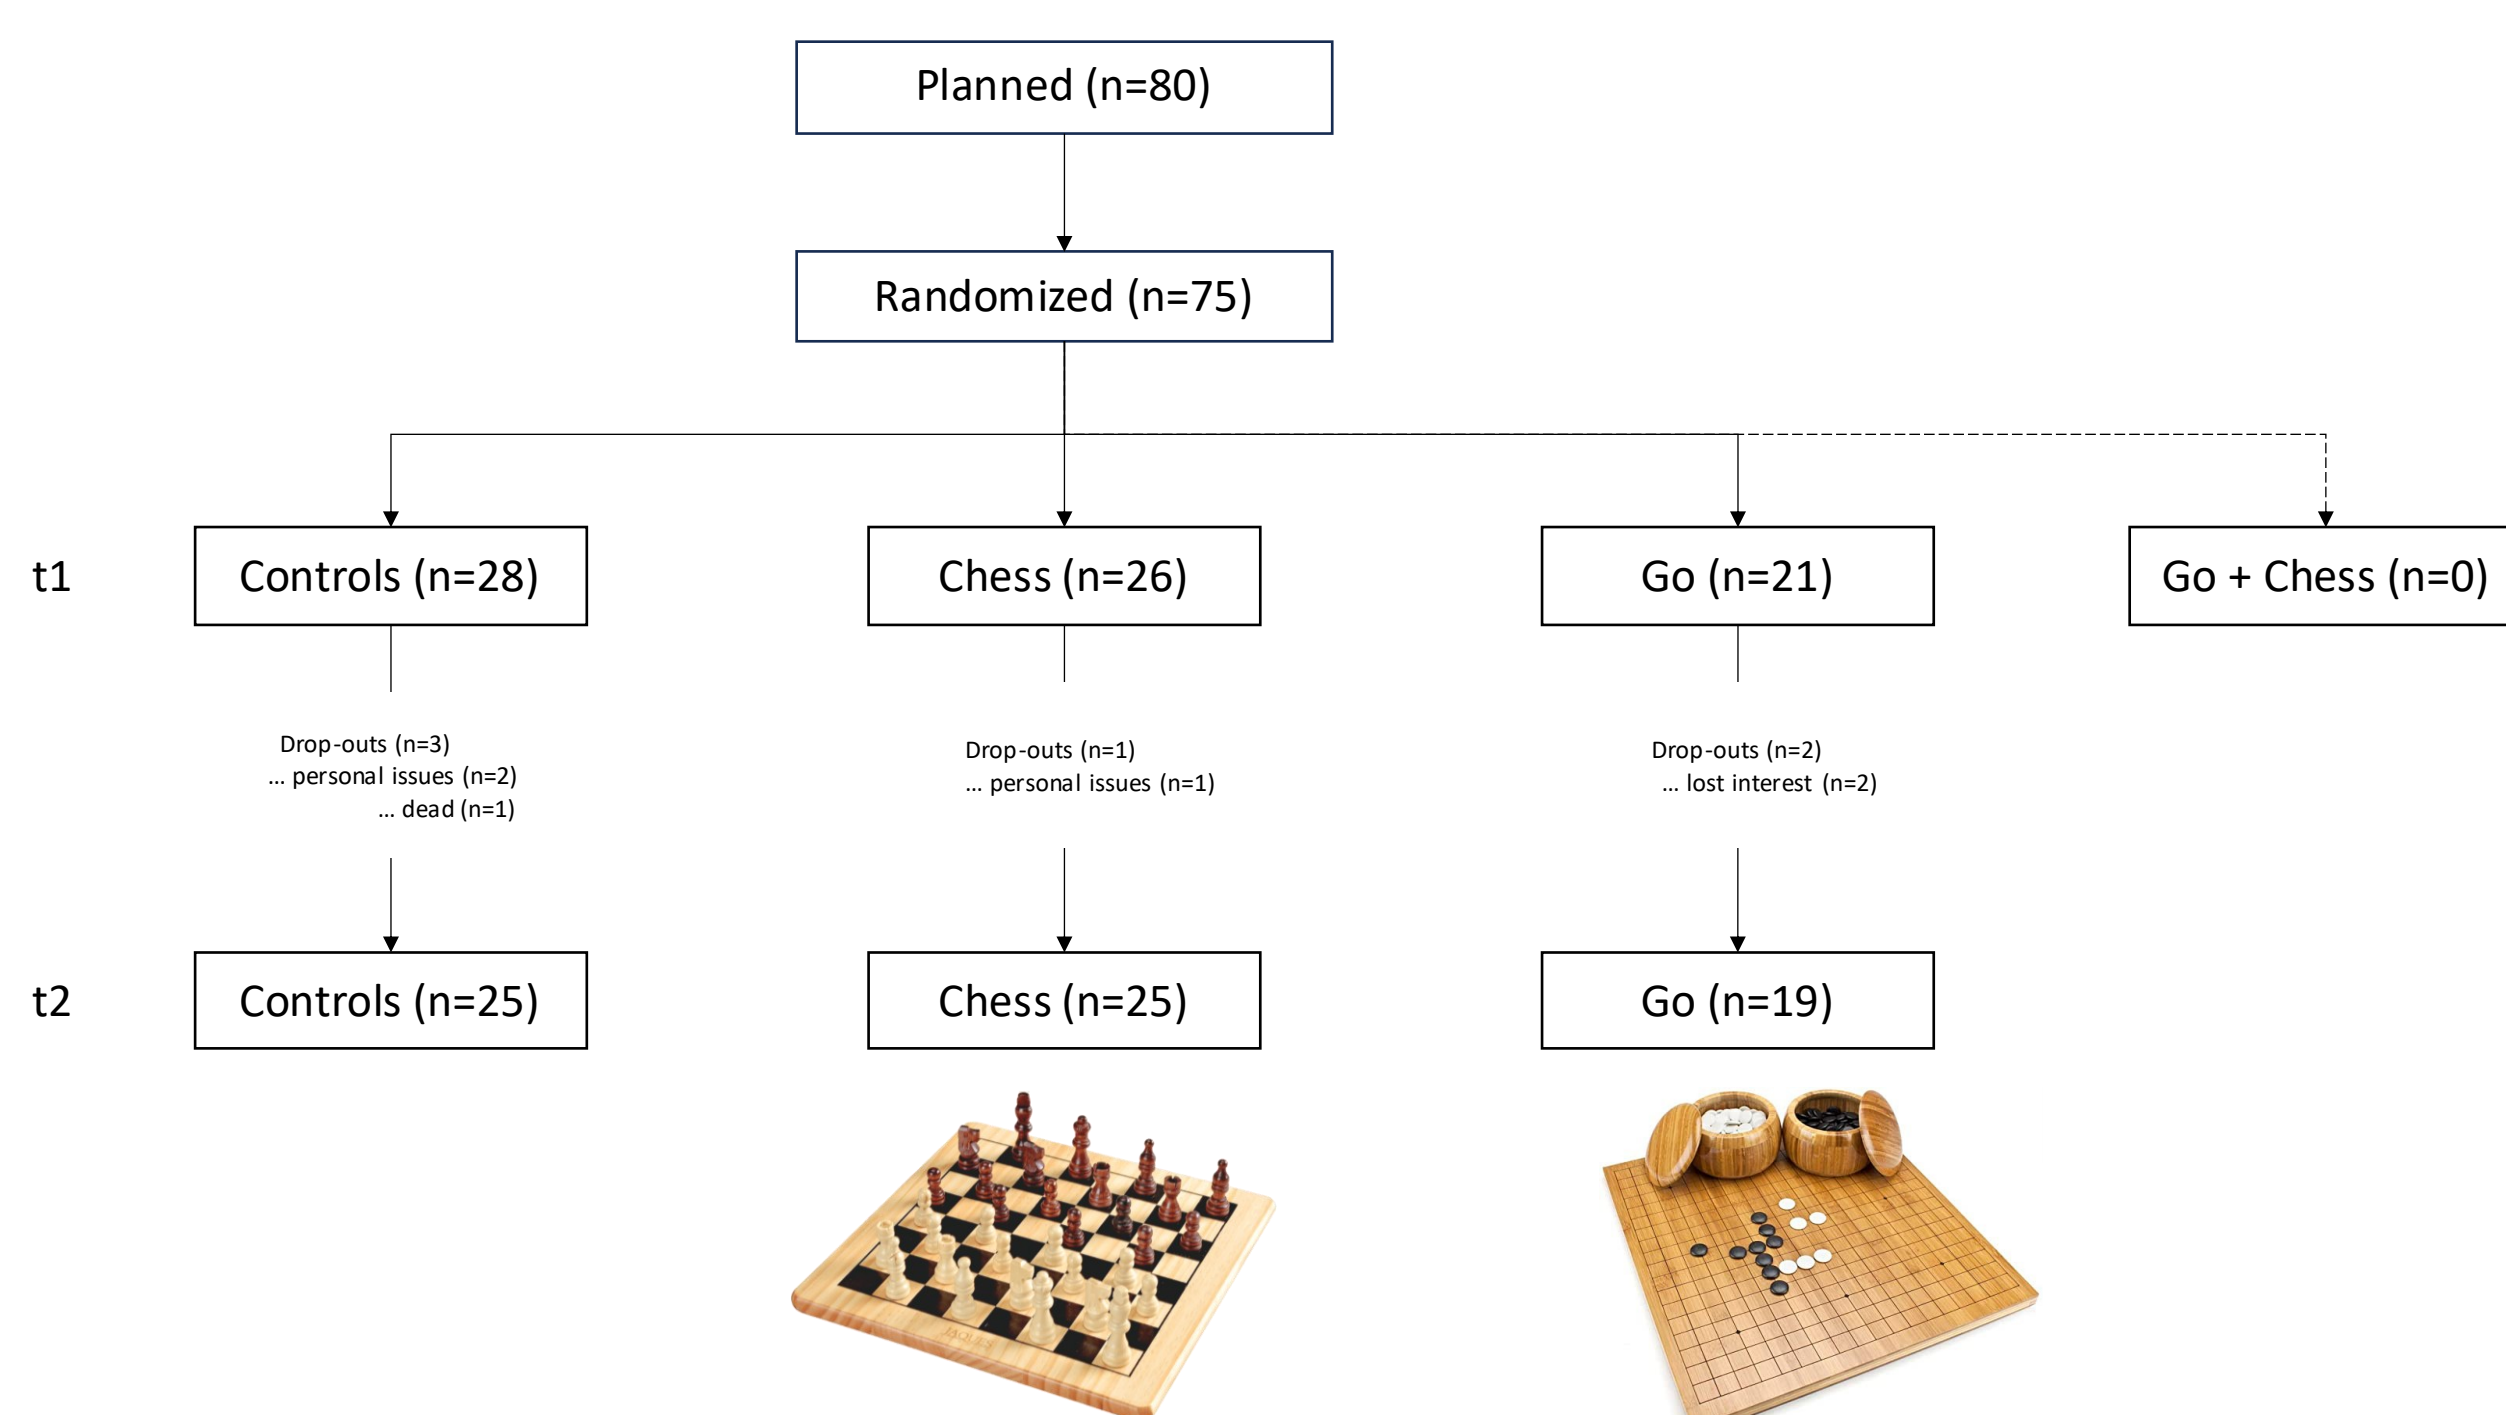 Planned (n=80)
Randomized (n=75)
t1
Controls (n=28)
Chess (n=26)
Go (n=21)
Go + Chess (n=0)
Drop-outs (n=3)
... personal issues (n=2)
... dead (n=1)
Drop-outs (n=1)
... personal issues (n=1)
Drop-outs (n=2)
... lost interest (n=2)
t2
Controls (n=25)
Chess (n=25)
Go (n=19)
JAQUES